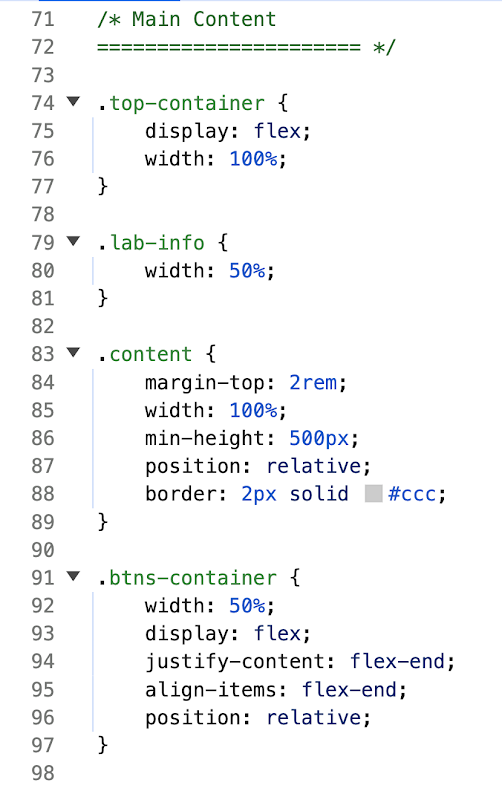 71 /* Main Content
72 ====================== */
73
74 .top-container {
75 display: flex;
76 width: 100%;
77 }
78
79 .lab-info {
80 width: 50%;
81 }
82
83 .content {
84 margin-top: 2rem;
85 width: 100%;
86 min-height: 500px;
87 position: relative;
88 border: 2px solid #ccc;
89 }
90
91 .btns-container {
92 width: 50%;
93 display: flex;
94 justify-content: flex-end;
95 align-items: flex-end;
96 position: relative;
97 }
98